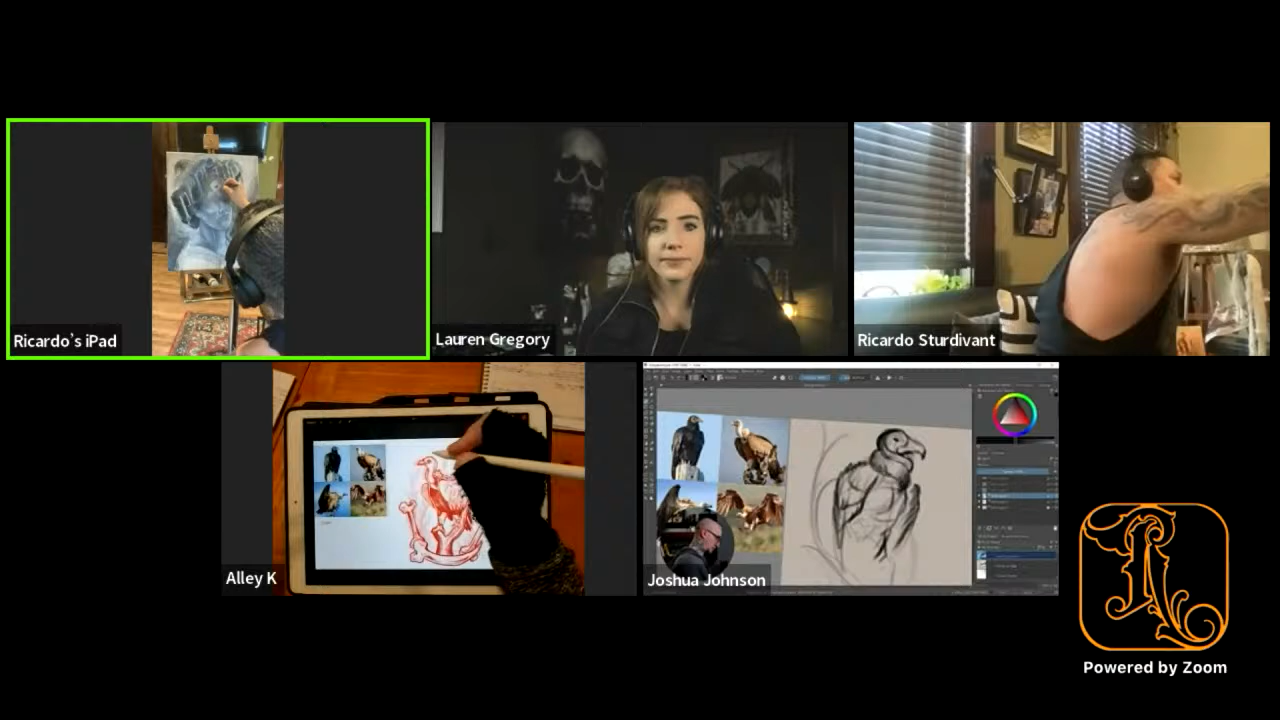 Ricardo's iPad
Lauren Gregory
Ricardo Sturdivant
Alley K
Joshua Johnson
Powered by Zoom